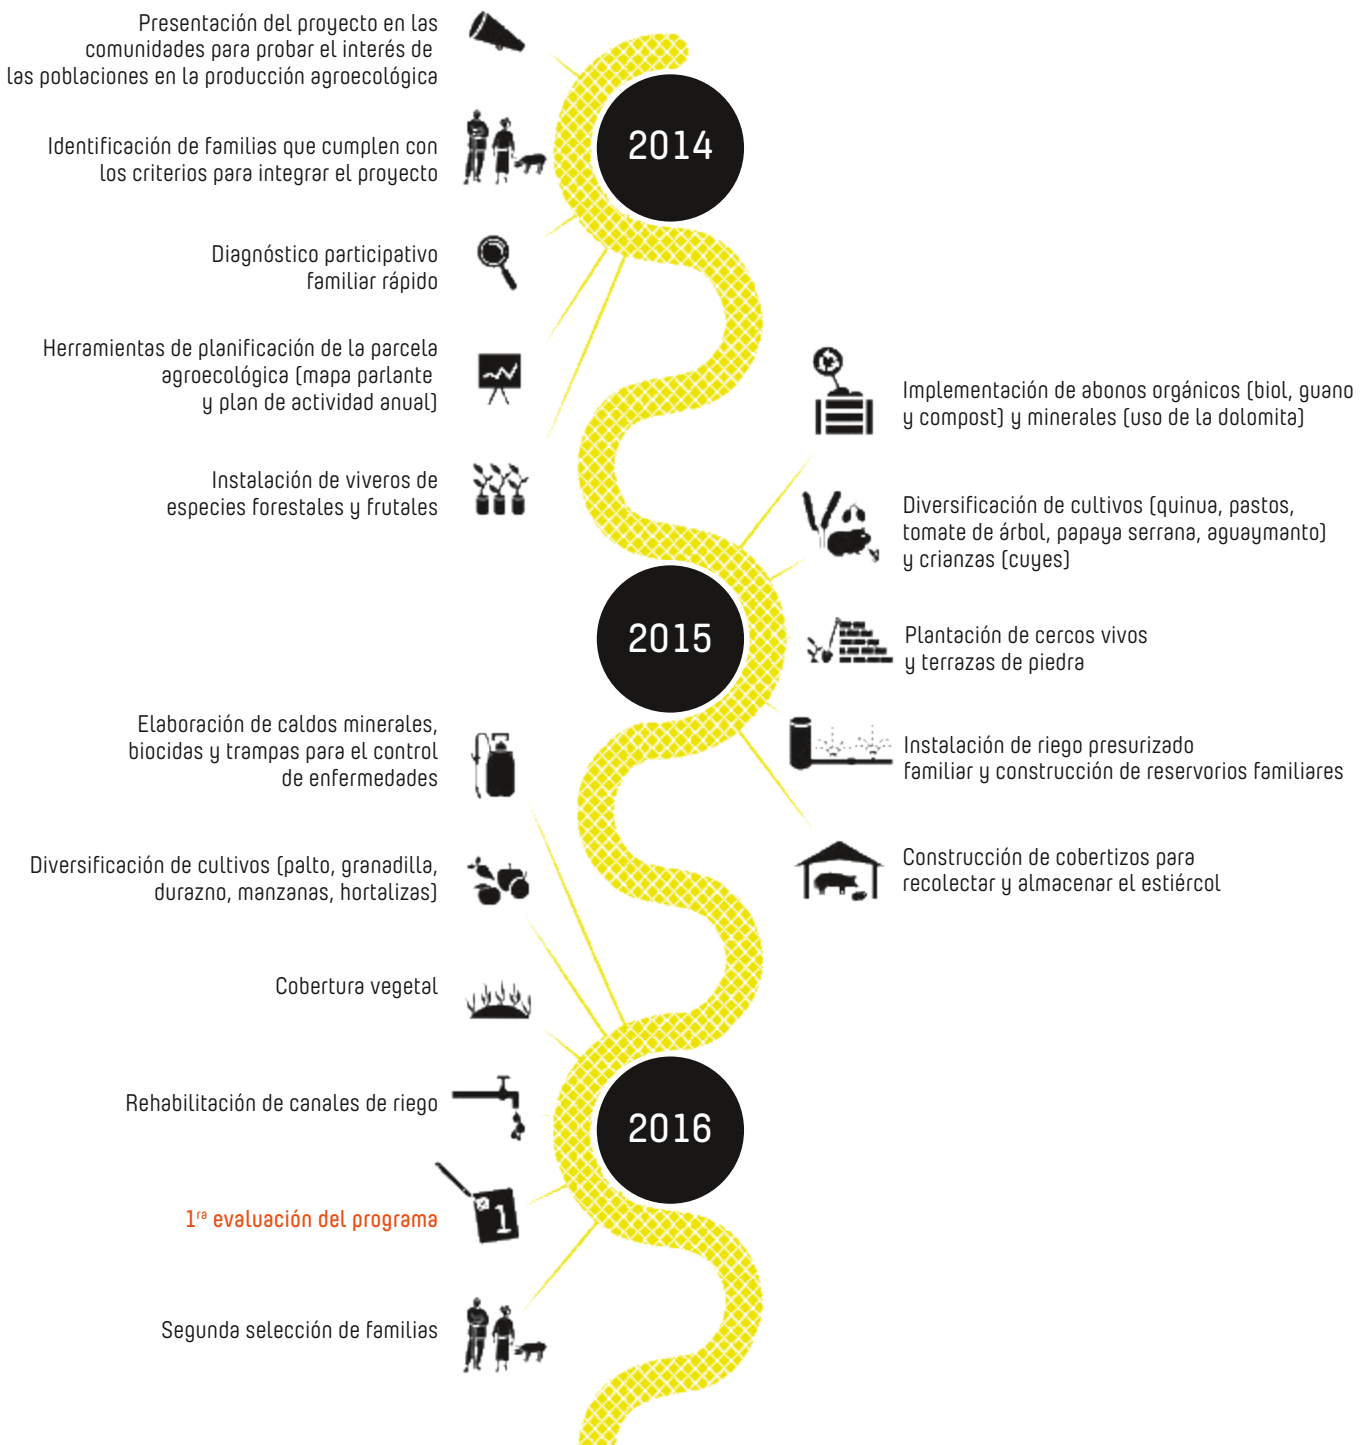 Presentación del proyecto en las
comunidades para probar el interés de
las poblaciones en la producción agroecológica
2014
Identificación de familias que cumplen con
los criterios para integrar el proyecto
Diagnóstico participativo
familiar rápido
Herramientas de planificación de la parcela
agroecológica (mapa parlante
y plan de actividad anual)
Instalación de viveros de
especies forestales y frutales
Implementación de abonos orgánicos (biol, guano
y compost) y minerales (uso de la dolomita)
Diversificación de cultivos (quinua, pastos,
tomate de árbol, papaya serrana, aguaymanto)
y crianzas (cuyes)
2015
Plantación de cercos vivos
y terrazas de piedra
Instalación de riego presurizado
familiar y construcción de reservorios familiares
Construcción de cobertizos para
recolectar y almacenar el estiércol
Elaboración de caldos minerales,
biocidas y trampas para el control
de enfermedades
Diversificación de cultivos (palto, granadilla,
durazno, manzanas, hortalizas)
Cobertura vegetal
Rehabilitación de canales de riego
2016
1ra evaluación del programa
1
Segunda selección de familias